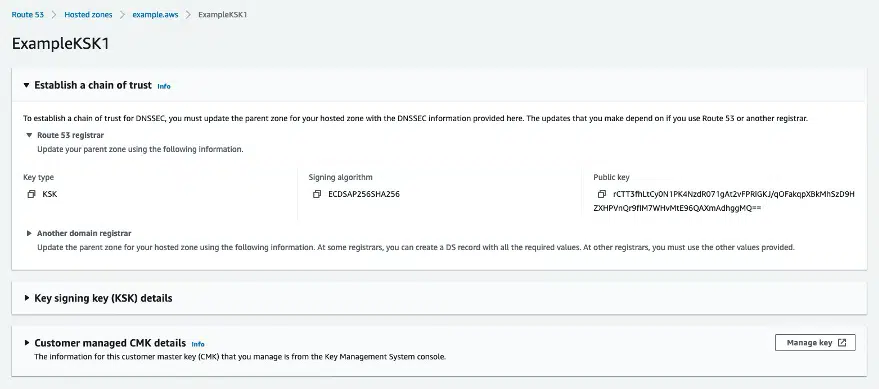 Route 53 > Hosted zones > example.aws > ExampleKSK1
ExampleKSK1
Establish a chain of trust Info
To establish a chain of trust for DNSSEC, you must update the parent zone for your hosted zone with the DNSSEC information provided here. The updates that you make depend on if you use Route 53 or another registrar.
Route 53 registrar
Update your parent zone using the following information.
Key type
KSK
Signing algorithm
ECDSAP256SHA256
Public key
rCTT3fhLtCy0N1PK4NzdR071gAt2vFPRlGKJ/qOFakqpXBkMhSzD9H
ZXHPVnQr9fIM7WHvMtE96QAXmAdhggMQ==
Another domain registrar
Update the parent zone for your hosted zone using the following information. At some registrars, you can create a DS record with all the required values. At other registrars, you must use the other values provided.
Key signing key (KSK) details
Customer managed CMK details Info
The information for this customer master key (CMK) that you manage is from the Key Management System console.
Manage key